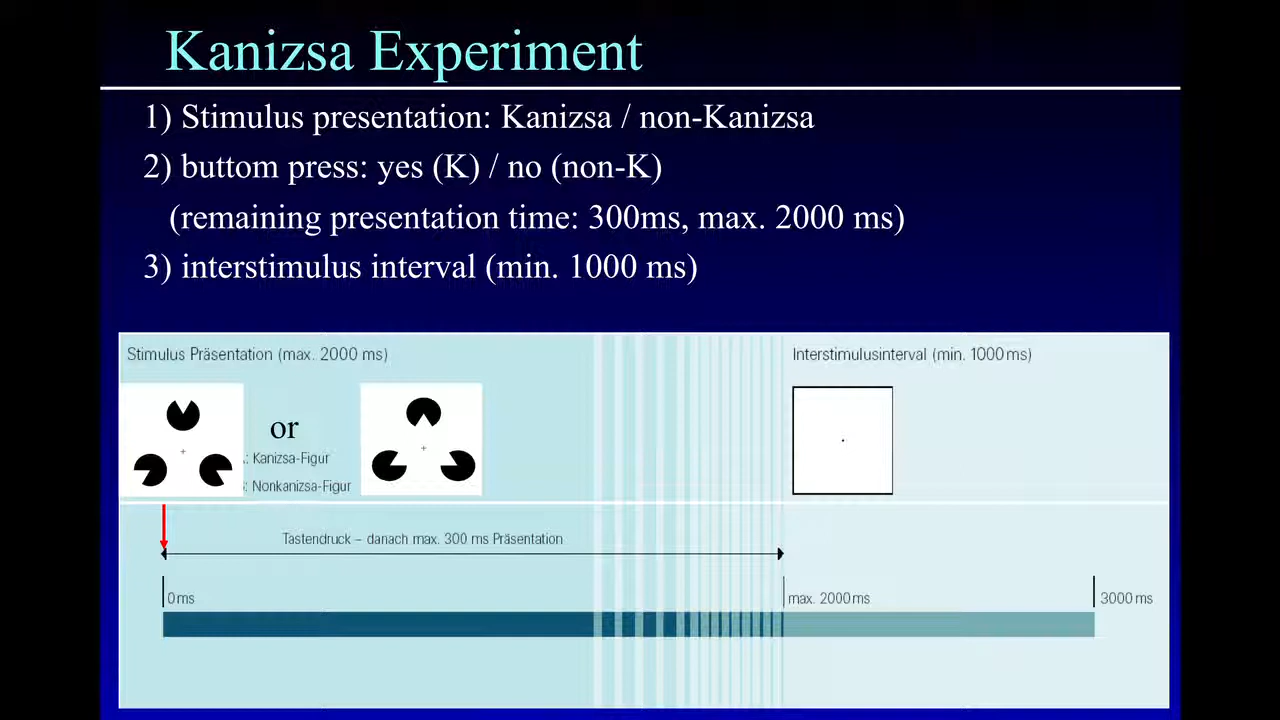 Kanizsa Experiment
1) Stimulus presentation: Kanizsa / non-Kanizsa
2) buttom press: yes (K) / no (non-K)
(remaining presentation time: 300ms, max. 2000 ms)
3) interstimulus interval (min. 1000 ms)
Stimulus Präsentation (max. 2000 ms)
Interstimulusinterval (min. 1000 ms)
or
: Kanizsa-Figur
: Nonkanizsa-Figur
Tastendruck – danach max. 300 ms Präsentation
0 ms
max. 2000 ms
3000 ms